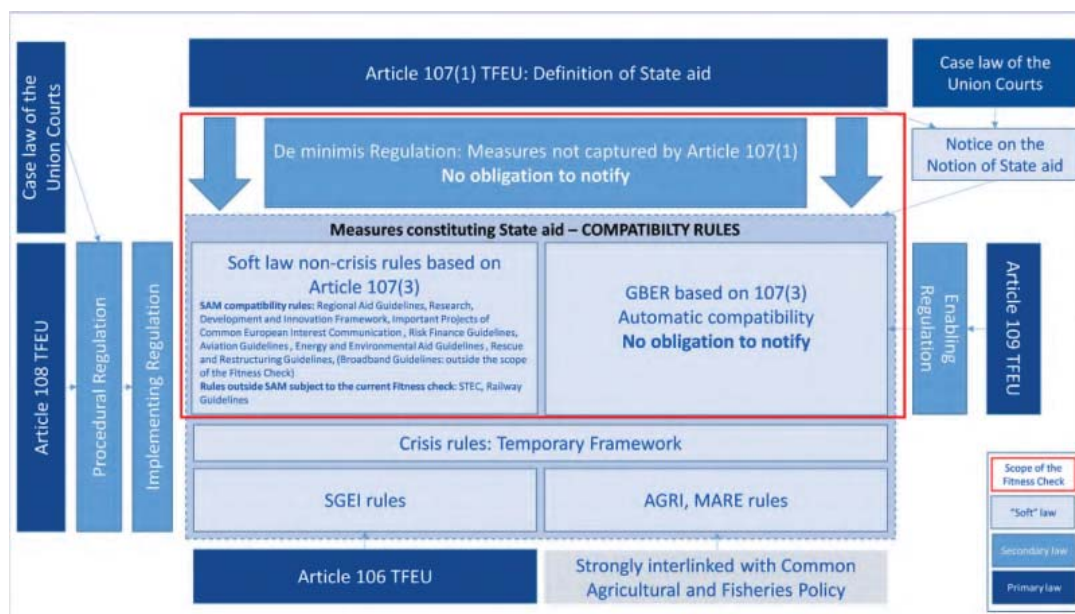 Case law of the
Union Courts
Article 107(1) TFEU: Definition of State aid
Case law of the
Union Courts
De minimis Regulation: Measures not captured by Article 107(1)
No obligation to notify
Notice on the
Notion of State aid
Measures constituting State aid – COMPATIBILTY RULES
Soft law non-crisis rules based on
Article 107(3)
SAM compatibility rules: Regional Aid Guidelines, Research,
Development and Innovation Framework, Important Projects of
Common European Interest Communication , Risk Finance Guidelines,
Aviation Guidelines , Energy and Environmental Aid Guidelines , Rescue
and Restructuring Guidelines, (Broadband Guidelines: outside the scope
of the Fitness Check)
Rules outside SAM subject to the current Fitness check: STEC, Railway
Guidelines
GBER based on 107(3)
Automatic compatibility
No obligation to notify
Article 108 TFEU
Procedural Regulation
Implementing Regulation
Enabling
Regulation
Article 109 TFEU
Crisis rules: Temporary Framework
SGEI rules
AGRI, MARE rules
Article 106 TFEU
Strongly interlinked with Common
Agricultural and Fisheries Policy
Scope of the
Fitness Check
"Soft" law
Secondary law
Primary law